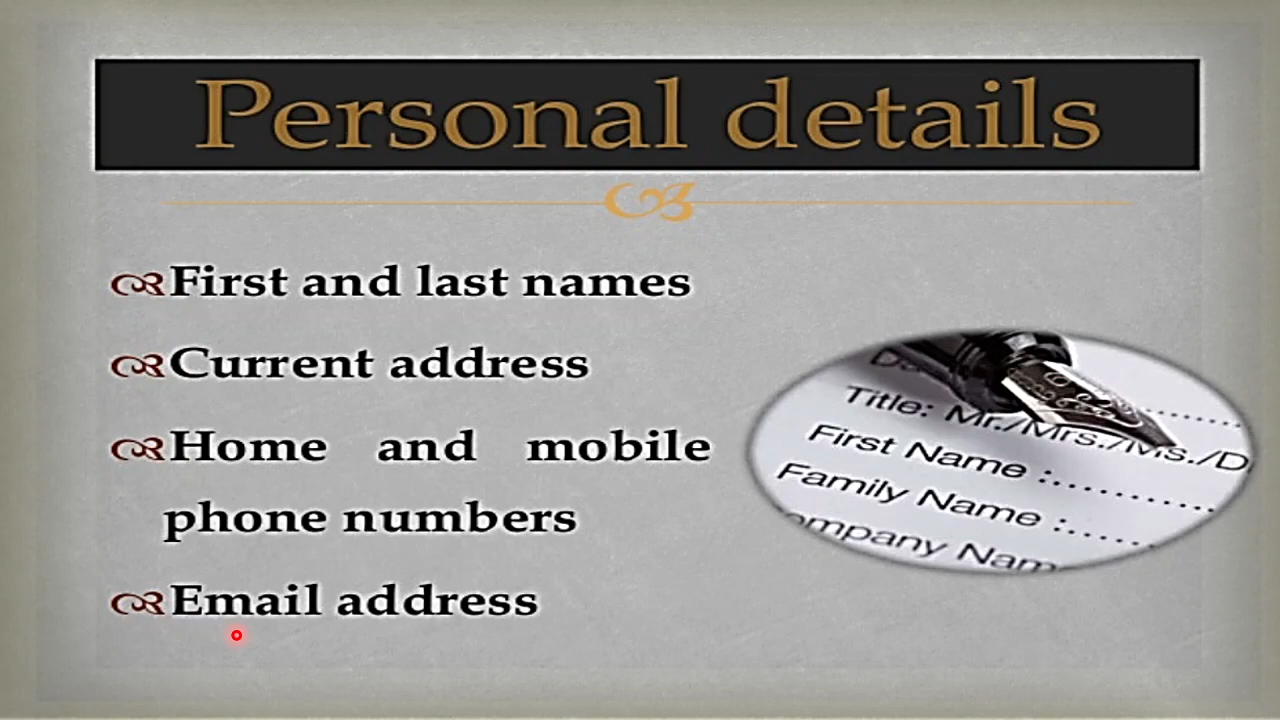 Personal details
First and last names
Current address
Home and mobile
phone numbers
Email address
Title: Mr./Mrs./Ms./D
First Name :............
Family Name :......
ompany Nam